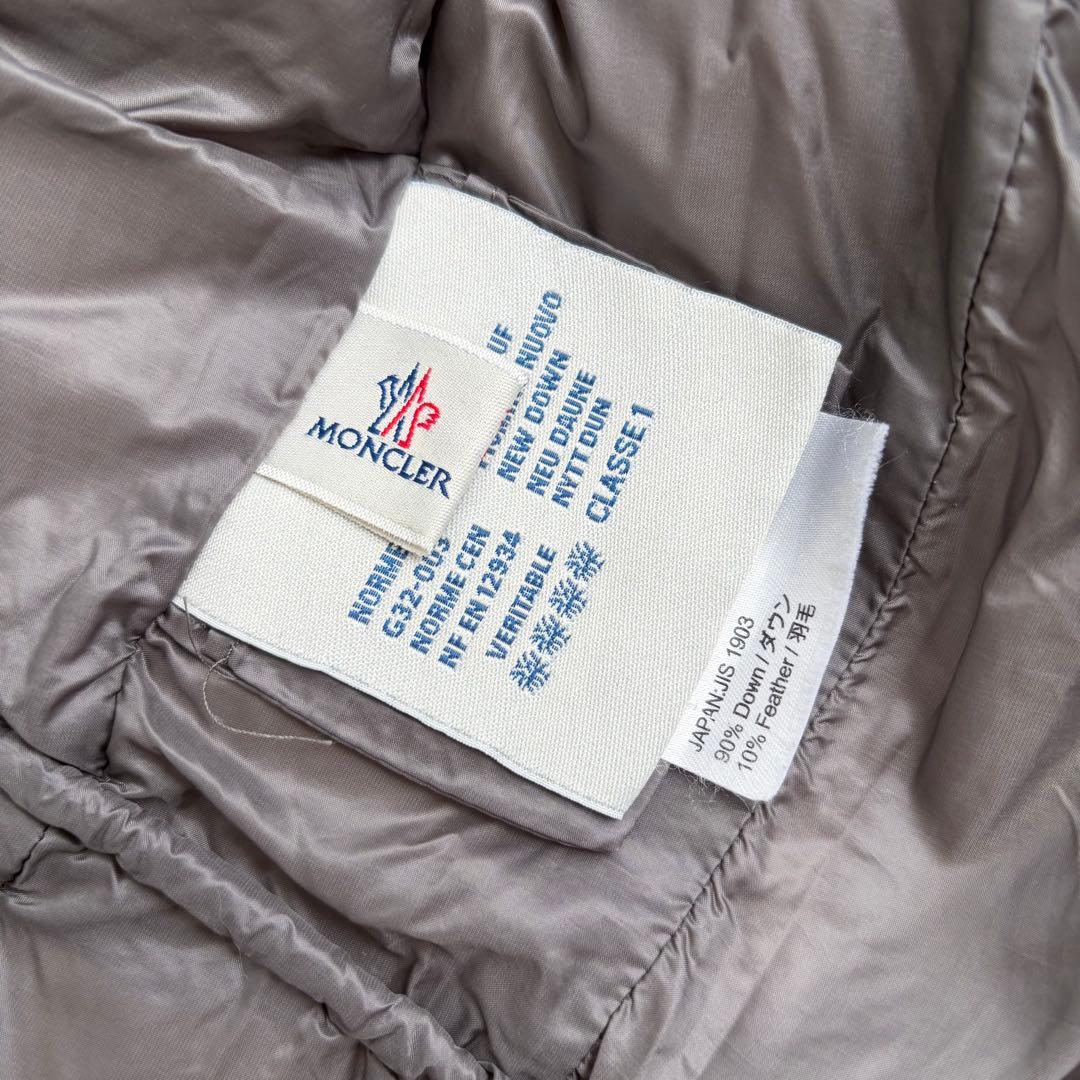 MONCLER
UF
NUOVO
NEW DOWN
NEU DAUNE
NYTT DUN
CLASSE 1
NORME
G32-003
NORME CEN
NF EN 12934
VERITABLE
JAPAN:JIS 1903
90% Down / ダウン
10% Feather / 羽毛